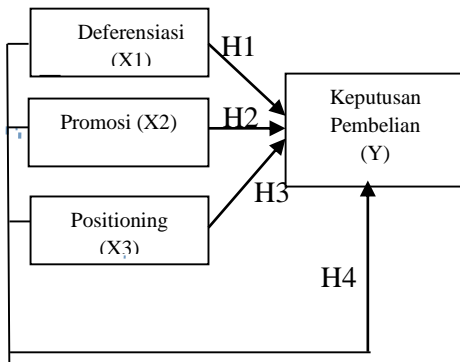 Deferensiasi
(X1)
H1
Promosi (X2)
H2
Keputusan
Pembelian
(Y)
Positioning
(X3)
H3
H4